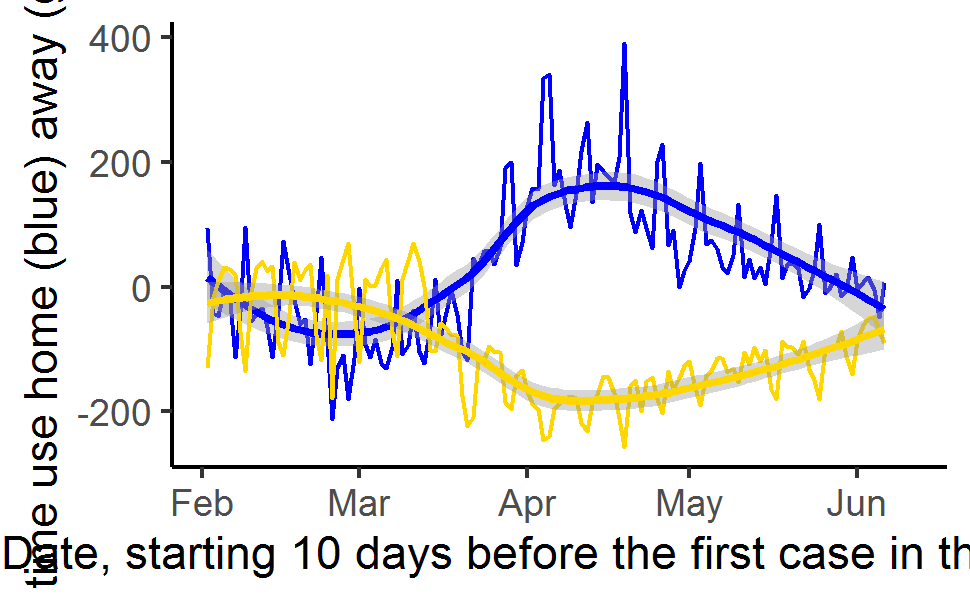 time use home (blue) away (
400
200
0
-200
Feb Mar Apr May Jun
Date, starting 10 days before the first case in th